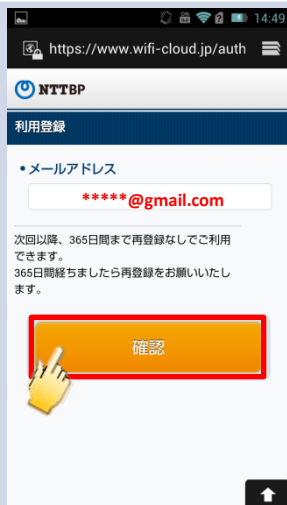 14:49
https://www.wifi-cloud.jp/auth
NTTBP
利用登録
•メールアドレス
*****@gmail.com
次回以降、365日間まで再登録なしでご利用
できます。
365日間経ちましたら再登録をお願いいたし
ます。
確認